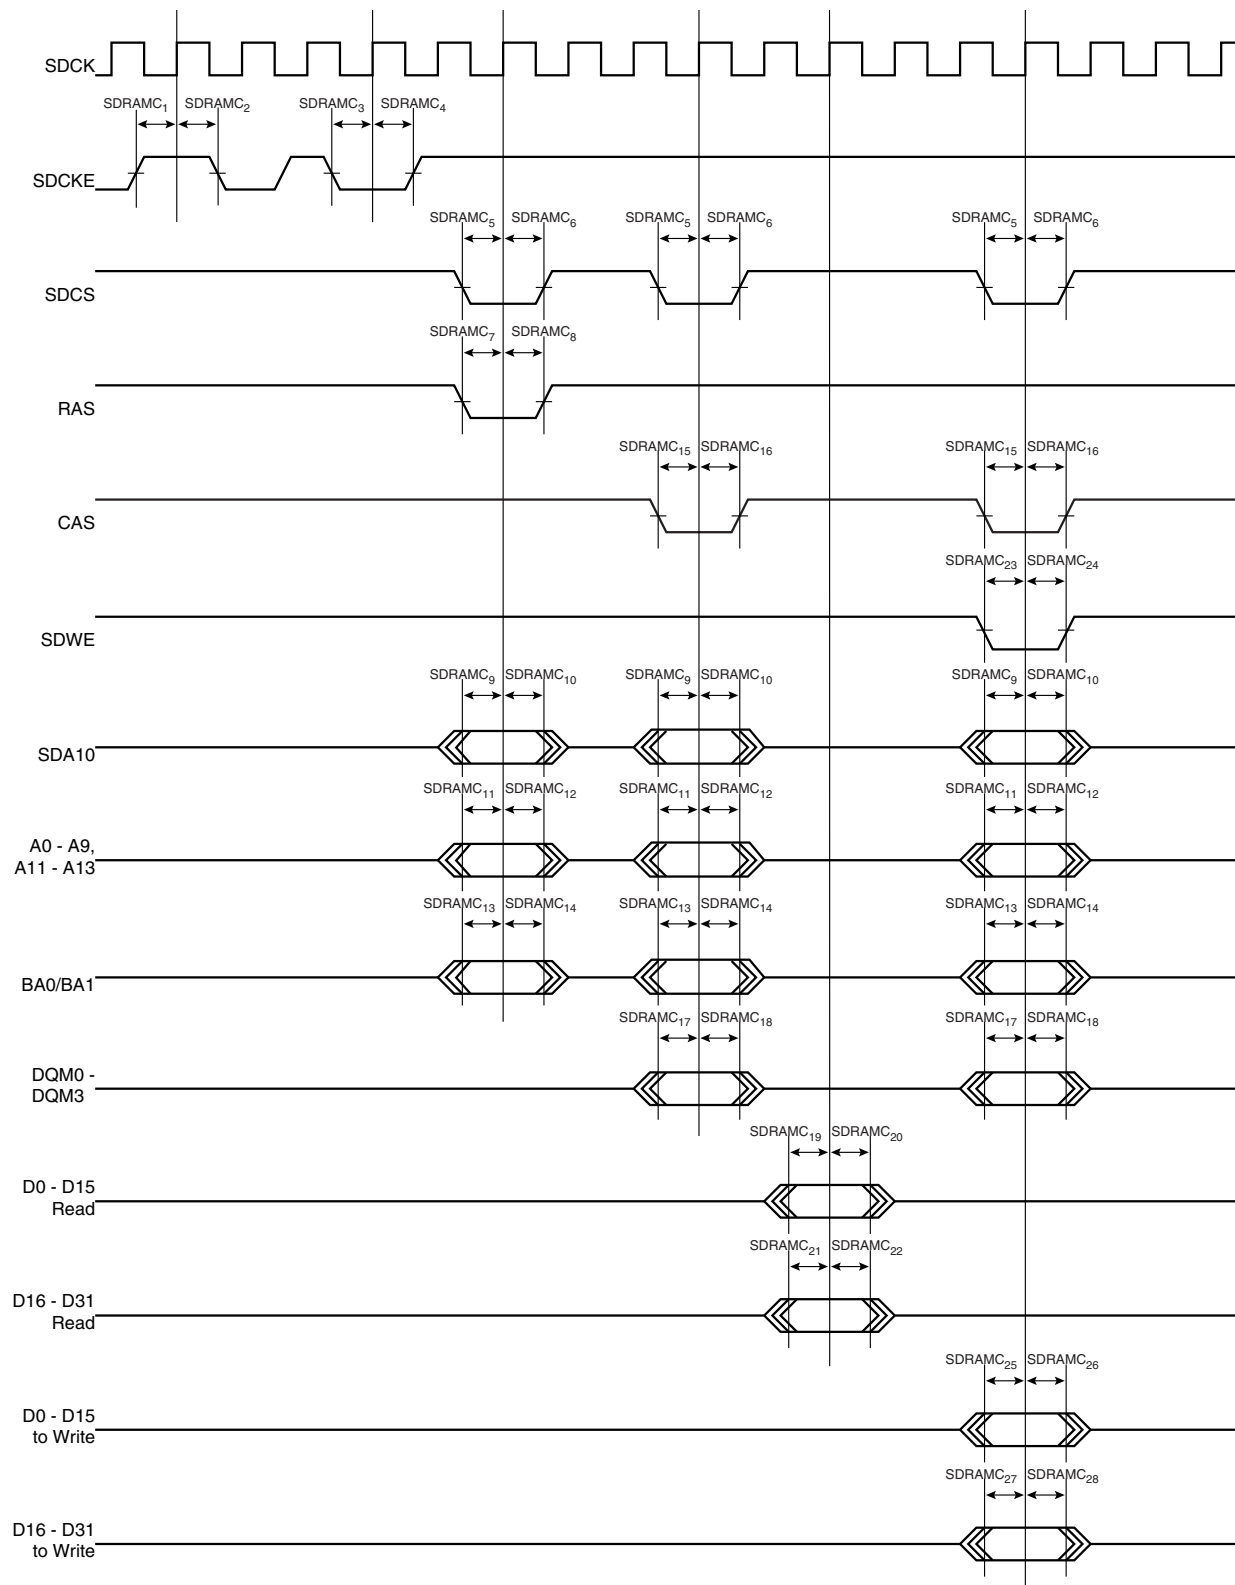 SDCK
SDRAMC1 SDRAMC2 SDRAMC3 SDRAMC4
SDCKE
SDRAMC5 SDRAMC6 SDRAMC5 SDRAMC6 SDRAMC5 SDRAMC6
SDCS
SDRAMC7 SDRAMC8
RAS
SDRAMC15 SDRAMC16 SDRAMC15 SDRAMC16
CAS
SDRAMC23 SDRAMC24
SDWE
SDRAMC9 SDRAMC10 SDRAMC9 SDRAMC10 SDRAMC9 SDRAMC10
SDA10
SDRAMC11 SDRAMC12 SDRAMC11 SDRAMC12 SDRAMC11 SDRAMC12
A0 - A9,
A11 - A13
SDRAMC13 SDRAMC14 SDRAMC13 SDRAMC14 SDRAMC13 SDRAMC14
BA0/BA1
SDRAMC17 SDRAMC18 SDRAMC17 SDRAMC18
DQM0 -
DQM3
SDRAMC19 SDRAMC20
D0 - D15
Read
SDRAMC21 SDRAMC22
D16 - D31
Read
SDRAMC25 SDRAMC26
D0 - D15
to Write
SDRAMC27 SDRAMC28
D16 - D31
to Write